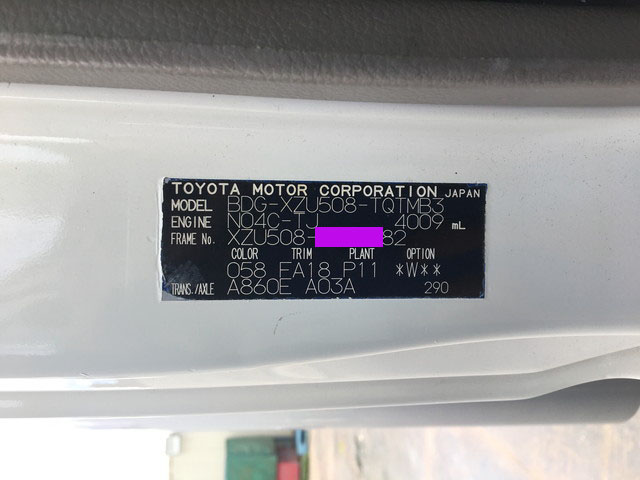 TOYOTA MOTOR CORPORATION JAPAN
MODEL BDG-XZU508-TQTMB3
ENGINE N04C-TJ 4009 mL
FRAME No. XZU508- 82
COLOR TRIM PLANT OPTION
058 FA18 P11 *W**
TRANS./AXLE A860E A03A 290